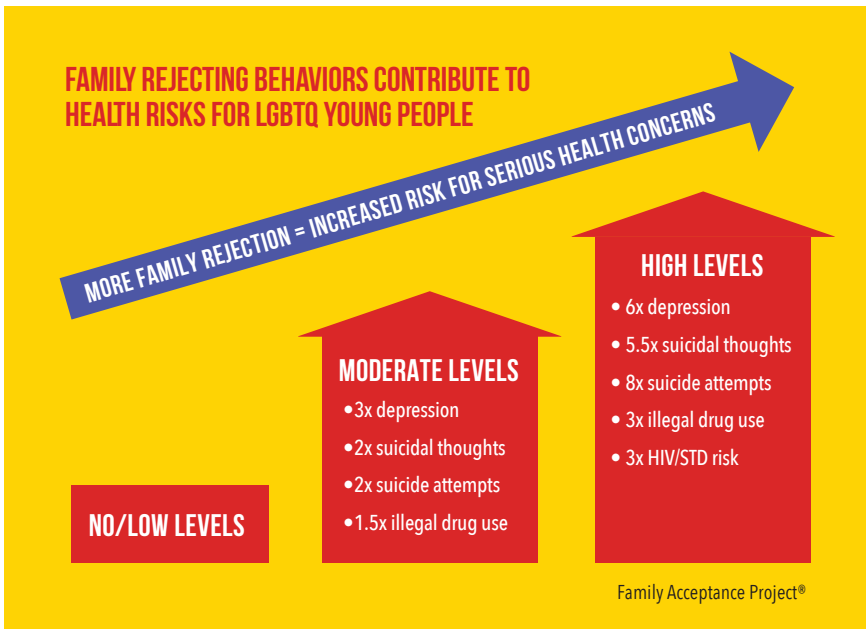 FAMILY REJECTING BEHAVIORS CONTRIBUTE TO
HEALTH RISKS FOR LGBTQ YOUNG PEOPLE
MORE FAMILY REJECTION = INCREASED RISK FOR SERIOUS HEALTH CONCERNS
NO/LOW LEVELS
MODERATE LEVELS
•3x depression
•2x suicidal thoughts
•2x suicide attempts
•1.5x illegal drug use
HIGH LEVELS
• 6x depression
• 5.5x suicidal thoughts
• 8x suicide attempts
• 3x illegal drug use
• 3x HIV/STD risk
Family Acceptance Project®